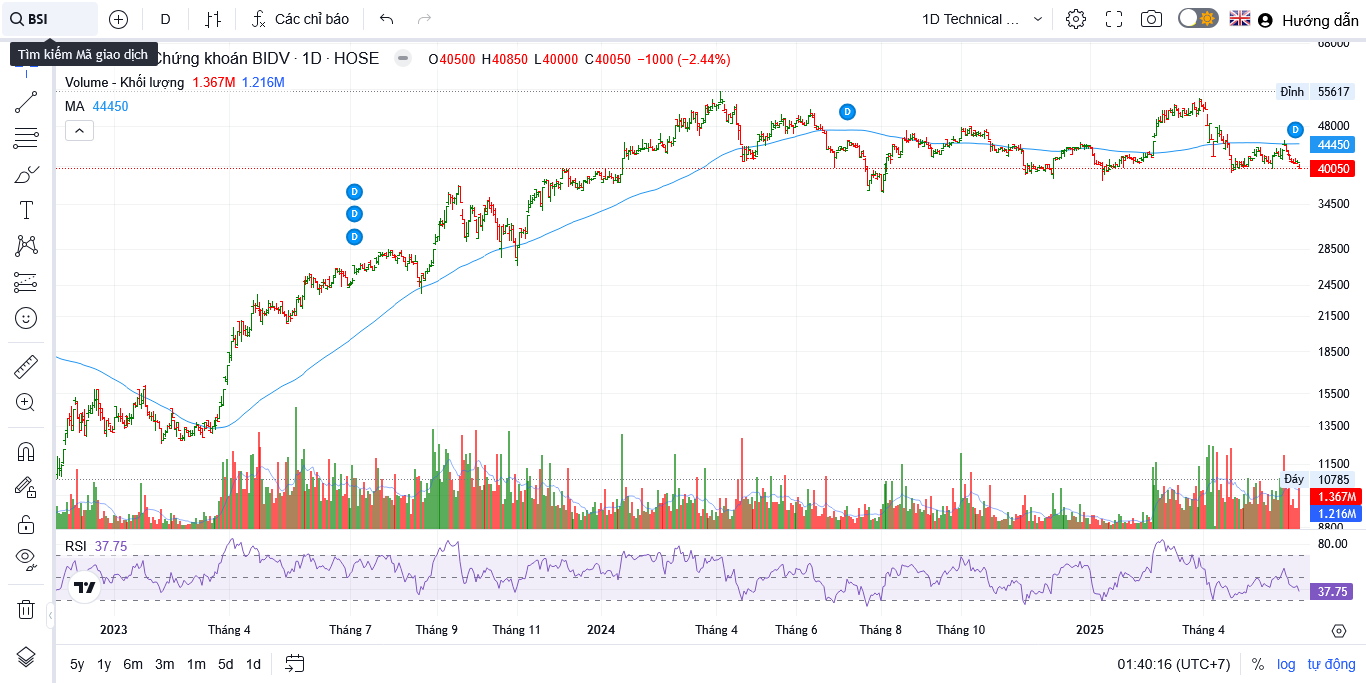 BSI
D
Các chỉ báo
1D Technical ...
Hướng dẫn
Tìm kiếm Mã giao dịch
Chứng khoán BIDV · 1D · HOSE
O40500 H40850 L40000 C40050 −1000 (−2.44%)
Volume - Khối lượng 1.367M 1.216M
MA 44450
68000
Đỉnh 55617
48000
44450
40050
34500
28500
24500
21500
18500
15500
13500
11500
Đáy 10785
1.367M
1.216M
8800
D
D
D
D
D
RSI 37.75
80.00
37.75
2023 Tháng 4 Tháng 7 Tháng 9 Tháng 11 2024 Tháng 4 Tháng 6 Tháng 8 Tháng 10 2025 Tháng 4
5y 1y 6m 3m 1m 5d 1d
01:40:16 (UTC+7) % log tự động